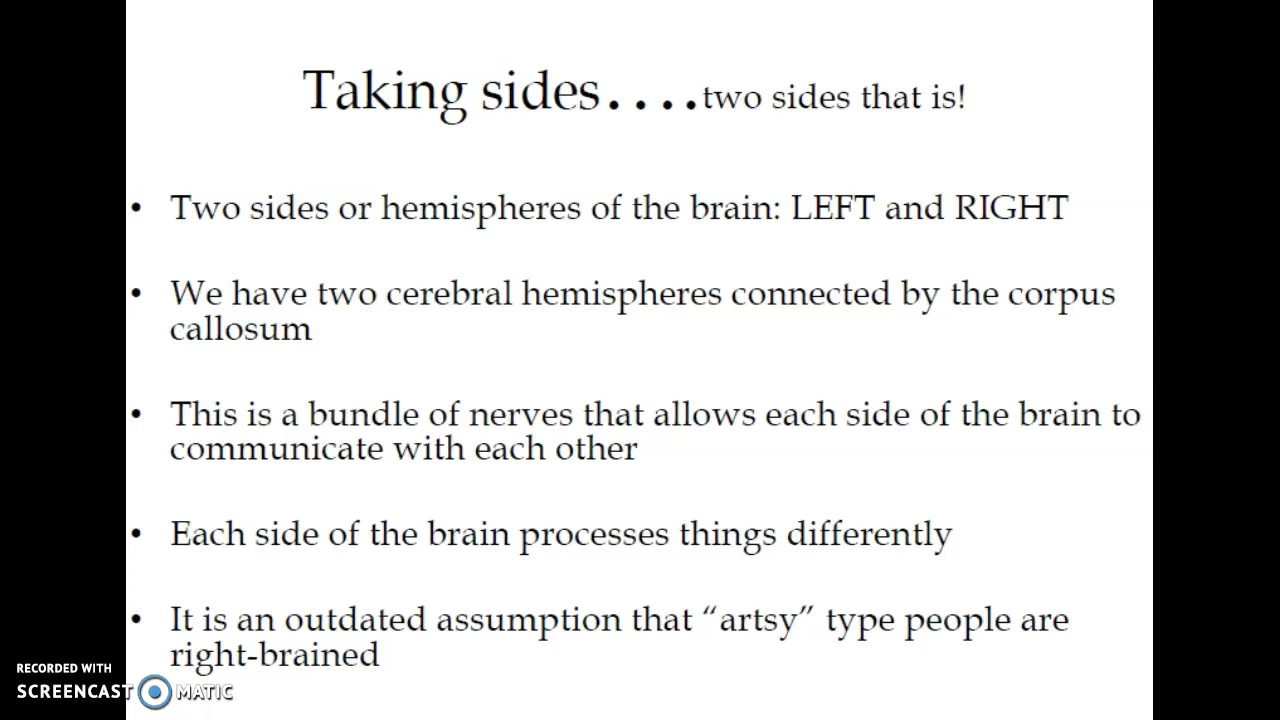 Taking sides....two sides that is!
• Two sides or hemispheres of the brain: LEFT and RIGHT
• We have two cerebral hemispheres connected by the corpus
callosum
• This is a bundle of nerves that allows each side of the brain to
communicate with each other
• Each side of the brain processes things differently
• It is an outdated assumption that “artsy” type people are
right-brained
RECORDED WITH
SCREENCAST MATIC